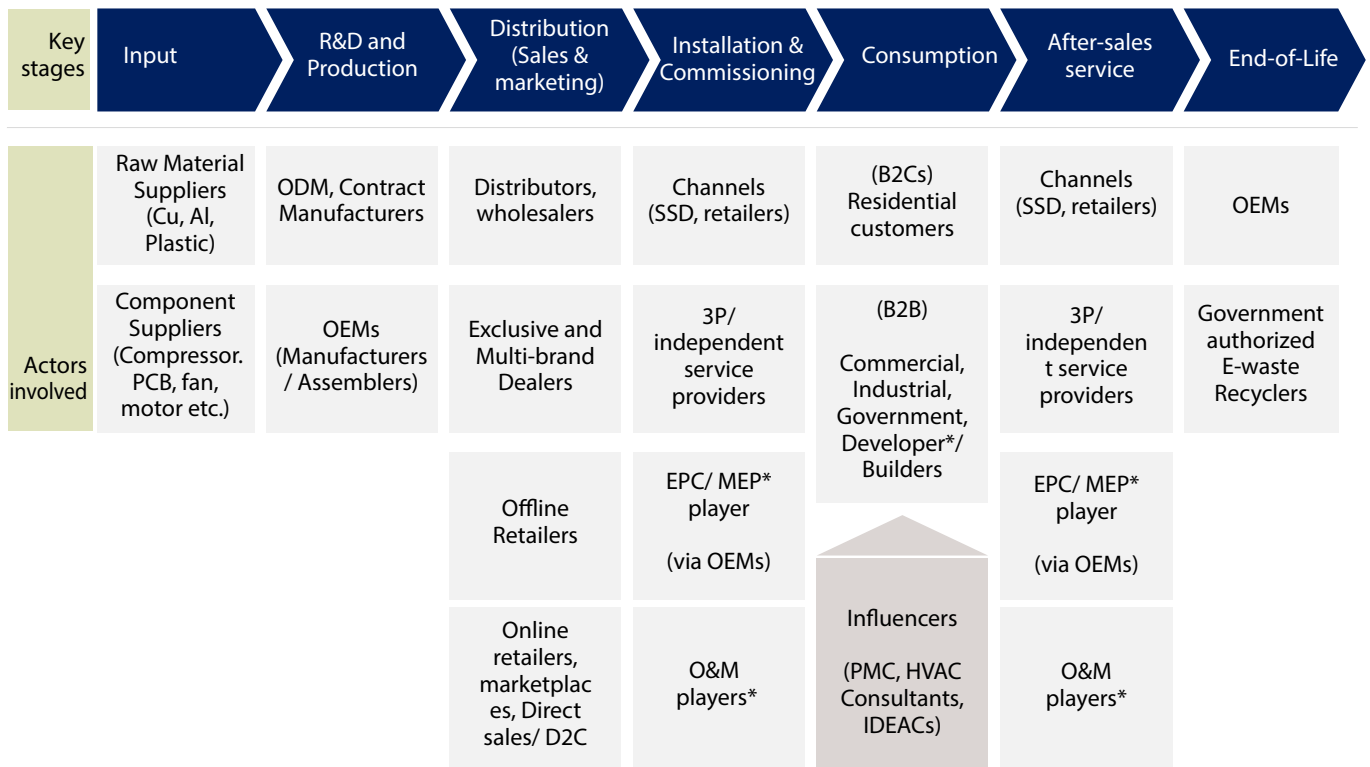 Key
stages
Input
R&D and
Production
Distribution
(Sales &
marketing)
Installation &
Commissioning
Consumption
After-sales
service
End-of-Life
Actors
involved
Raw Material
Suppliers
(Cu, Al,
Plastic)
ODM, Contract
Manufacturers
Distributors,
wholesalers
Channels
(SSD, retailers)
(B2Cs)
Residential
customers
Channels
(SSD, retailers)
OEMs
Component
Suppliers
(Compressor.
PCB, fan,
motor etc.)
OEMs
(Manufacturers
/ Assemblers)
Exclusive and
Multi-brand
Dealers
3P/
independent
service
providers
(B2B)
Commercial,
Industrial,
Government,
Developer*/
Builders
3P/
independen
t service
providers
Government
authorized
E-waste
Recyclers
Offline
Retailers
EPC/ MEP*
player
(via OEMs)
EPC/ MEP*
player
(via OEMs)
Online
retailers,
marketplac
es, Direct
sales/ D2C
O&M
players*
Influencers
(PMC, HVAC
Consultants,
IDEACs)
O&M
players*